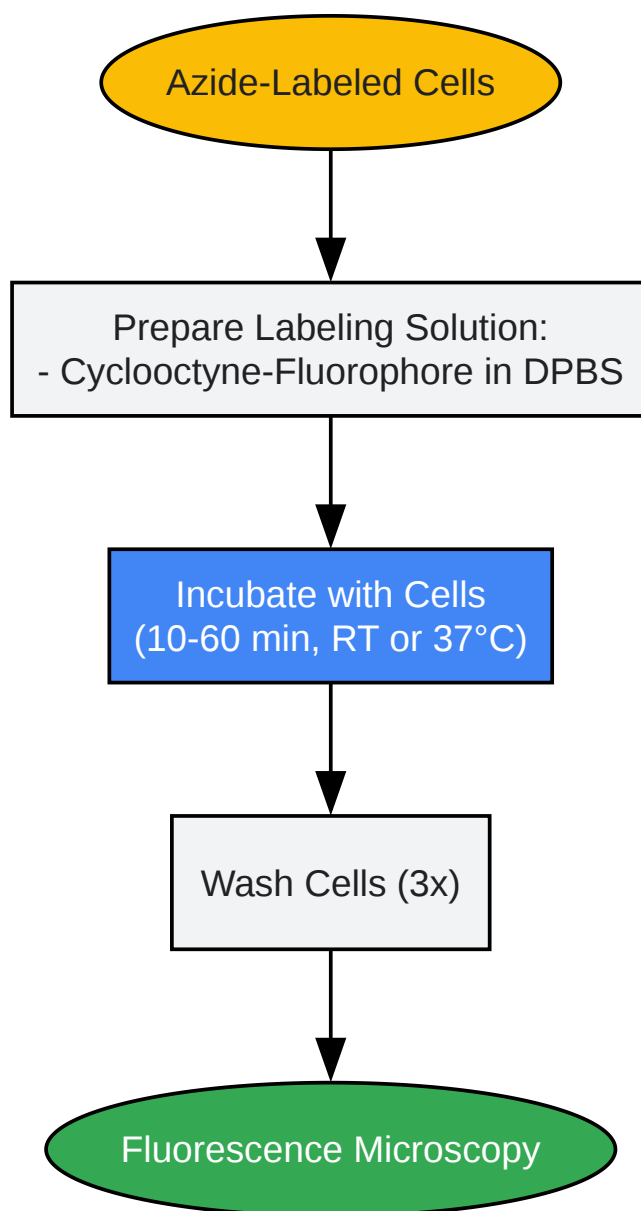 Azide-Labeled Cells
Prepare Labeling Solution:
- Cyclooctyne-Fluorophore in DPBS
Incubate with Cells
(10-60 min, RT or 37°C)
Wash Cells (3x)
Fluorescence Microscopy